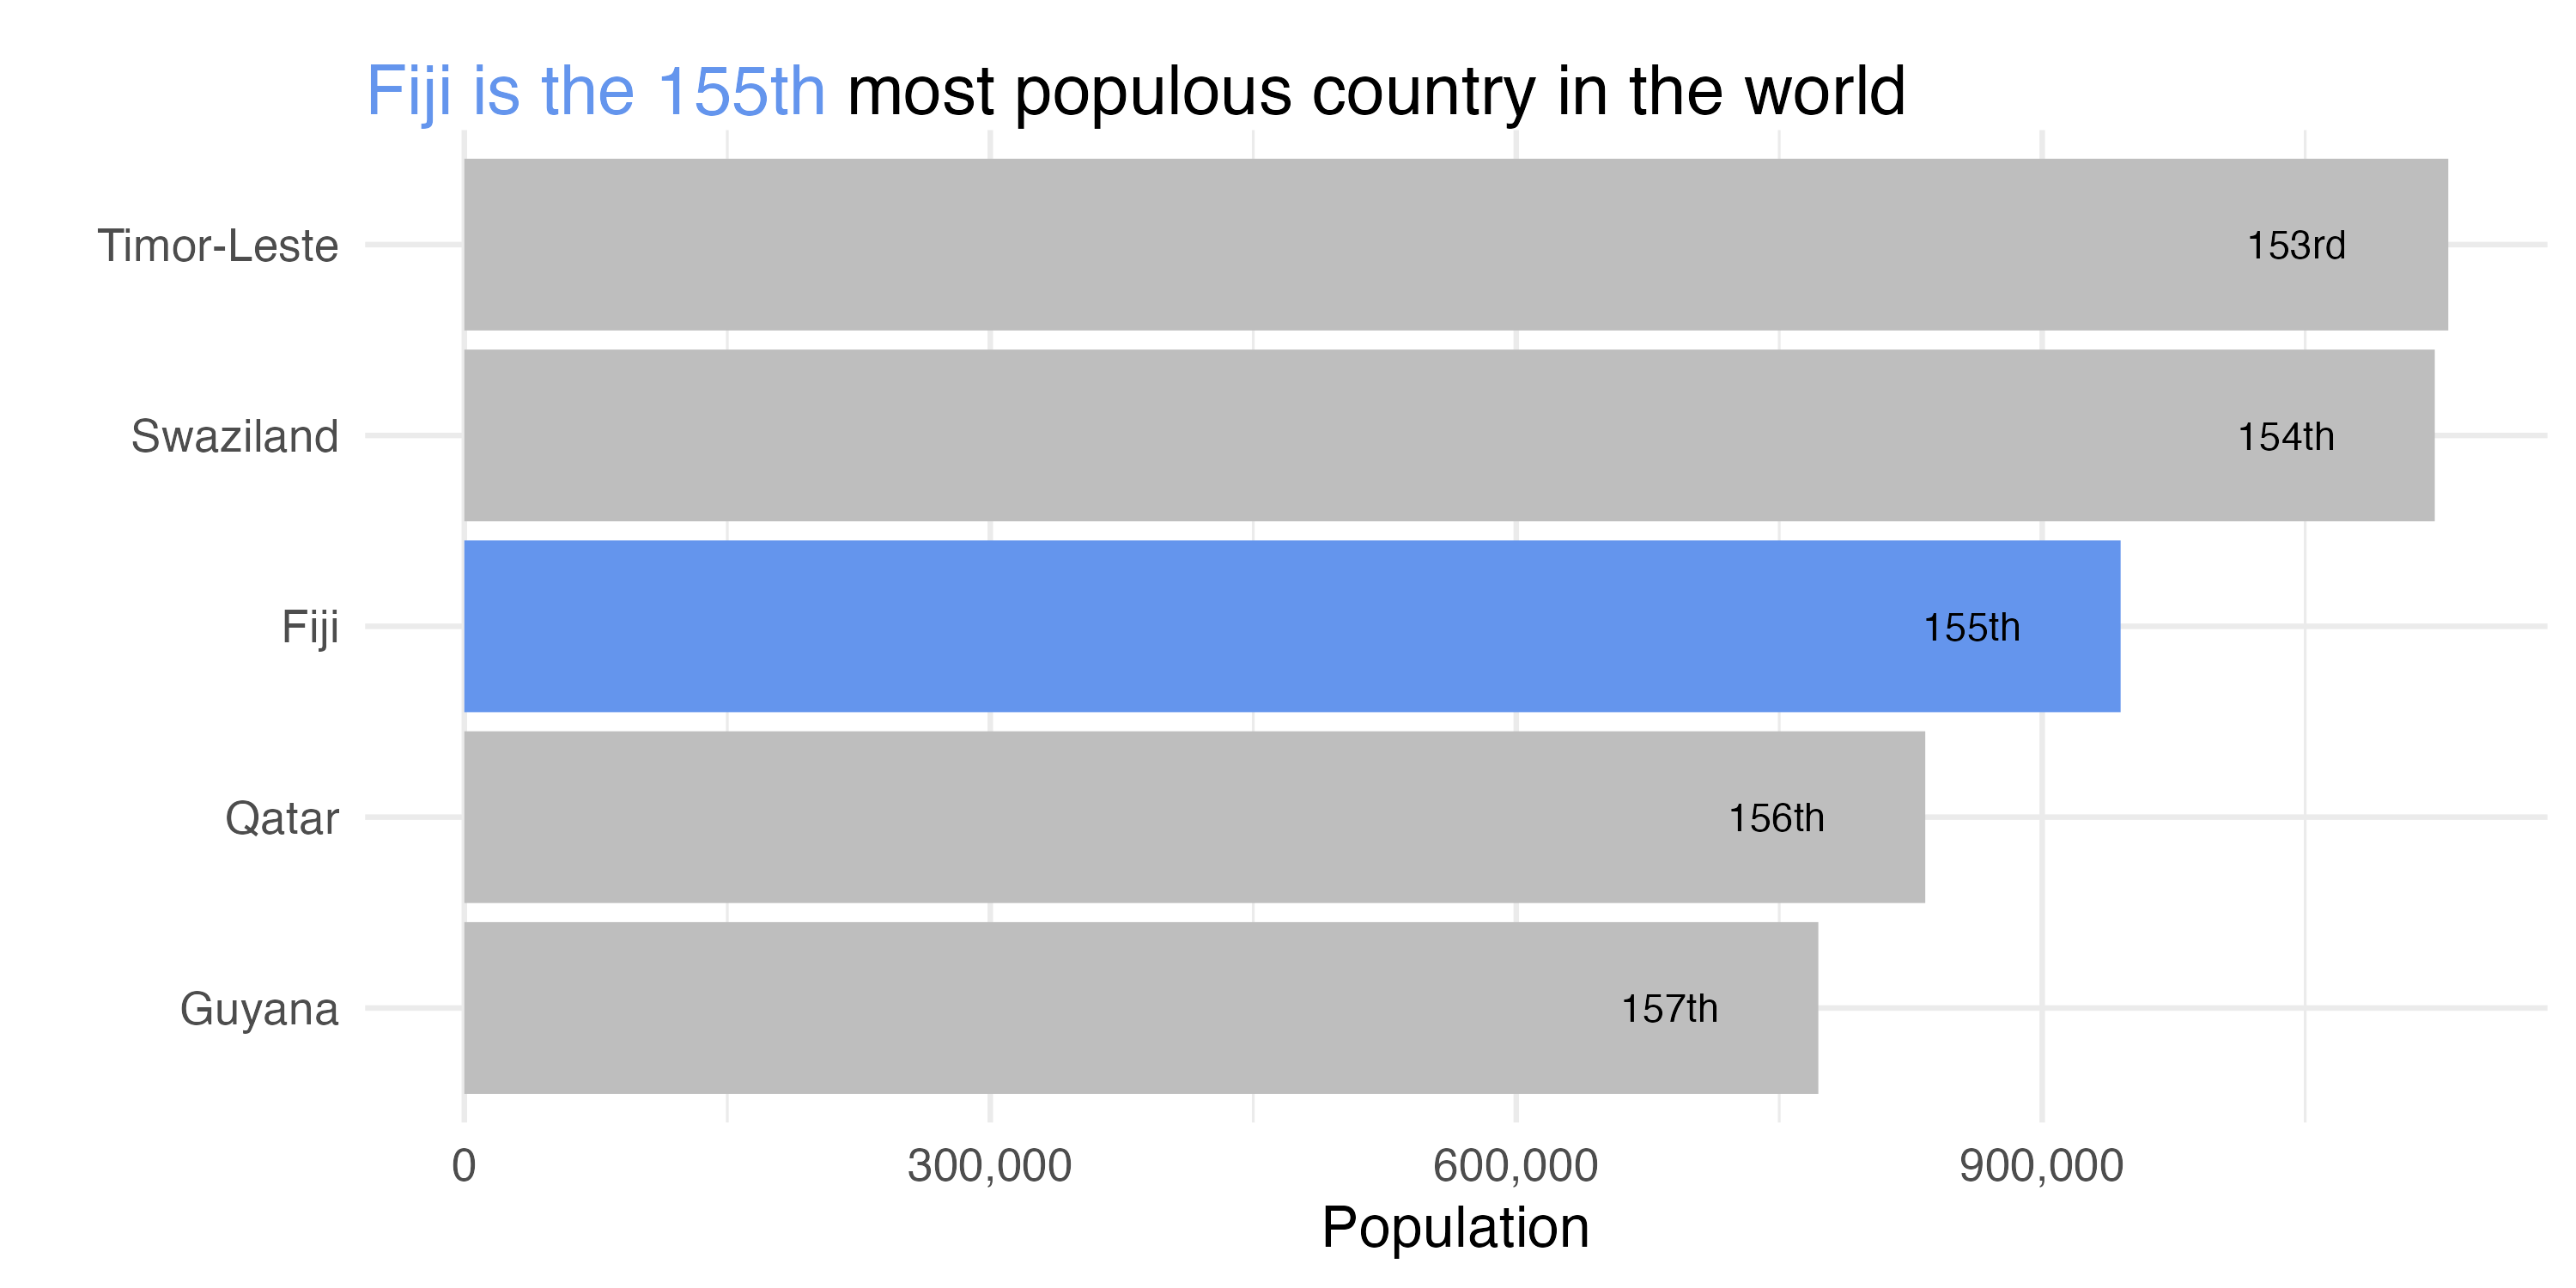 Fiji is the 155th most populous country in the world
Timor-Leste
153rd
Swaziland
154th
Fiji
155th
Qatar
156th
Guyana
157th
0
300,000
600,000
900,000
Population